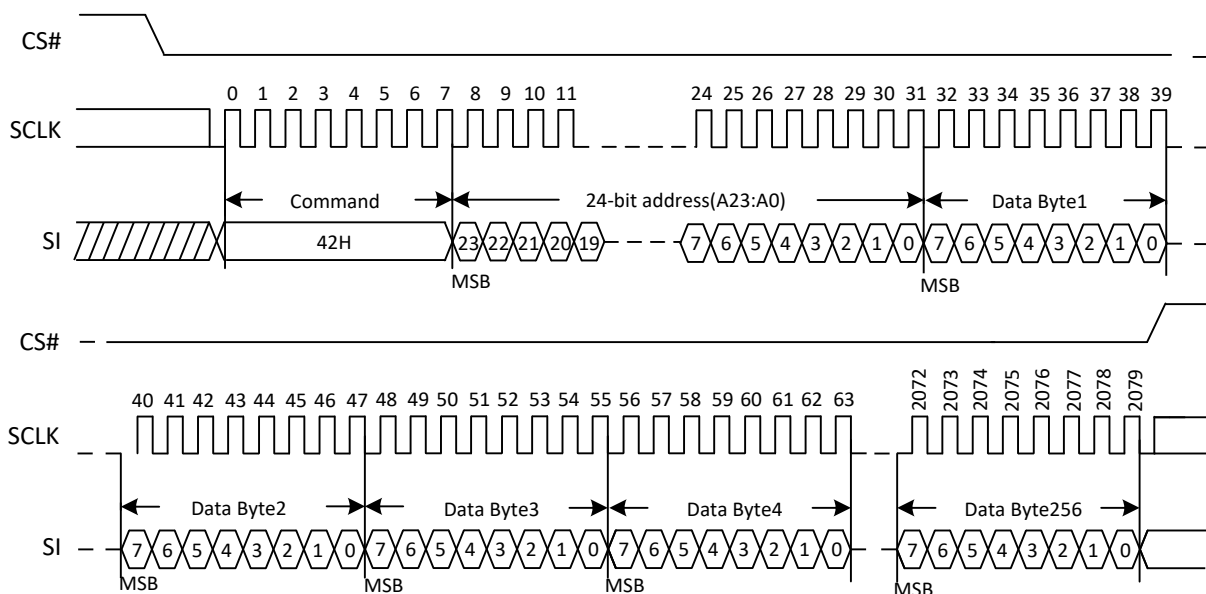 CS#
0 1 2 3 4 5 6 7 8 9 10 11 24 25 26 27 28 29 30 31 32 33 34 35 36 37 38 39
SCLK
Command 24-bit address(A23:A0) Data Byte1
SI 42H 23 22 21 20 19 7 6 5 4 3 2 1 0 7 6 5 4 3 2 1 0
MSB MSB
CS#
40 41 42 43 44 45 46 47 48 49 50 51 52 53 54 55 56 57 58 59 60 61 62 63 2072 2073 2074 2075 2076 2077 2078 2079
SCLK
Data Byte2 Data Byte3 Data Byte4 Data Byte256
SI 7 6 5 4 3 2 1 0 7 6 5 4 3 2 1 0 7 6 5 4 3 2 1 0 7 6 5 4 3 2 1 0
MSB MSB MSB MSB